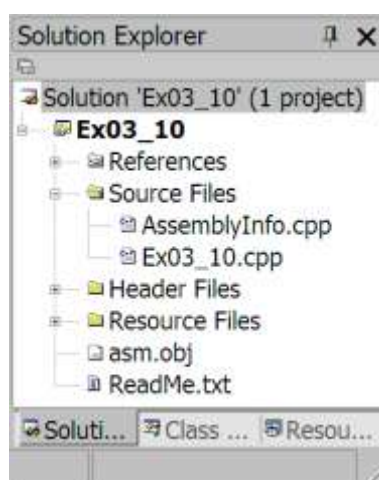 Solution Explorer
Solution 'Ex03_10' (1 project)
Ex03_10
References
Source Files
AssemblyInfo.cpp
Ex03_10.cpp
Header Files
Resource Files
asm.obj
ReadMe.txt
Soluti... Class ... Resou...